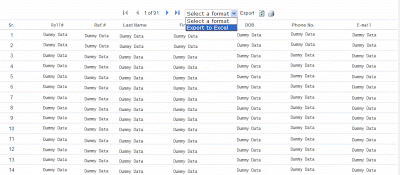 1 of 91 Select a format Export
Select a format
Export to Excel
Sr. Roll# Ref.# Last Name DOB Phone No. E-mail
1 Dummy Data Dummy Data Dummy Data Dummy Data Dummy Data Dummy Data Dummy Data
2 Dummy Data Dummy Data Dummy Data Dummy Data Dummy Data Dummy Data Dummy Data
3 Dummy Data Dummy Data Dummy Data Dummy Data Dummy Data Dummy Data Dummy Data
4 Dummy Data Dummy Data Dummy Data Dummy Data Dummy Data Dummy Data Dummy Data
5 Dummy Data Dummy Data Dummy Data Dummy Data Dummy Data Dummy Data Dummy Data
6 Dummy Data Dummy Data Dummy Data Dummy Data Dummy Data Dummy Data Dummy Data
7 Dummy Data Dummy Data Dummy Data Dummy Data Dummy Data Dummy Data Dummy Data
8 Dummy Data Dummy Data Dummy Data Dummy Data Dummy Data Dummy Data Dummy Data
9 Dummy Data Dummy Data Dummy Data Dummy Data Dummy Data Dummy Data Dummy Data
10 Dummy Data Dummy Data Dummy Data Dummy Data Dummy Data Dummy Data Dummy Data
11 Dummy Data Dummy Data Dummy Data Dummy Data Dummy Data Dummy Data Dummy Data
12 Dummy Data Dummy Data Dummy Data Dummy Data Dummy Data Dummy Data Dummy Data
13 Dummy Data Dummy Data Dummy Data Dummy Data Dummy Data Dummy Data Dummy Data
14 Dummy Data Dummy Data Dummy Data Dummy Data Dummy Data Dummy Data Dummy Data